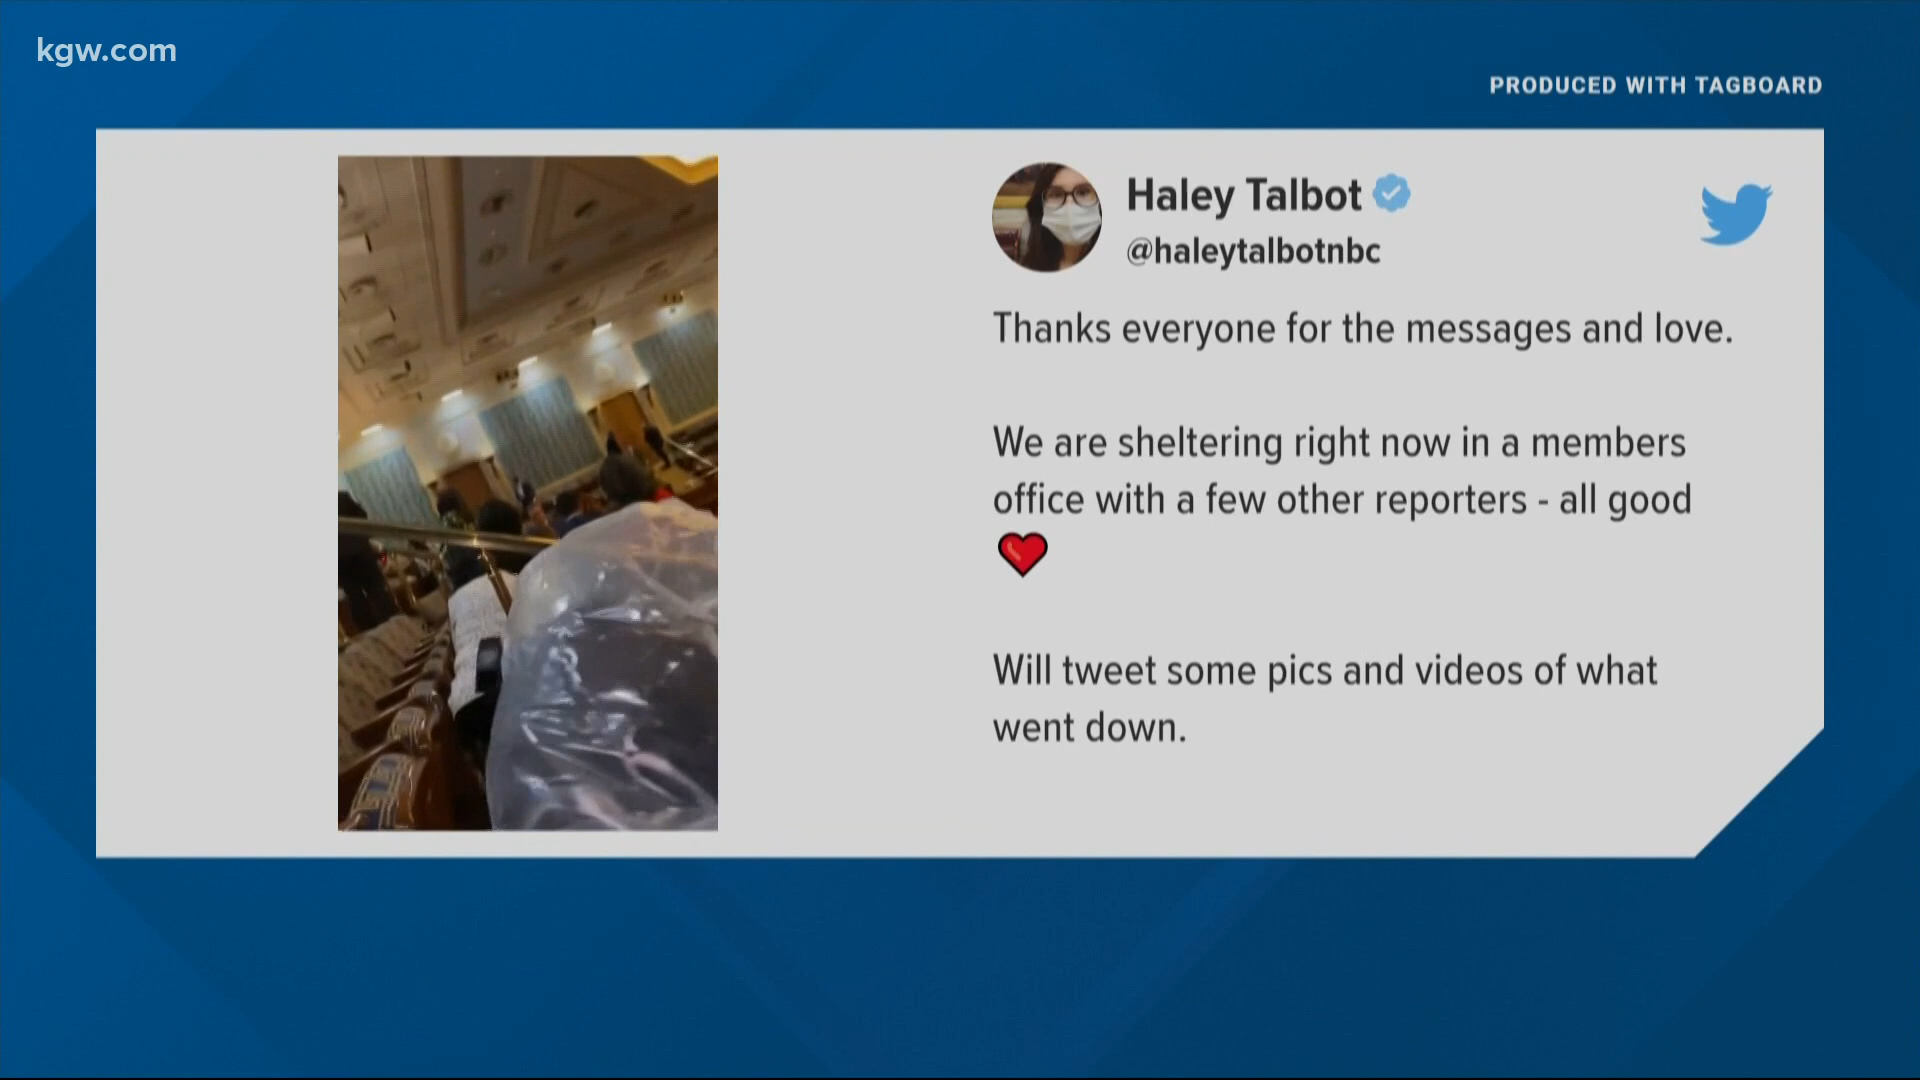 kgw.com
PRODUCED WITH TAGBOARD
Haley Talbot
@haleytalbotnbc
Thanks everyone for the messages and love.
We are sheltering right now in a members
office with a few other reporters - all good
❤️
Will tweet some pics and videos of what
went down.